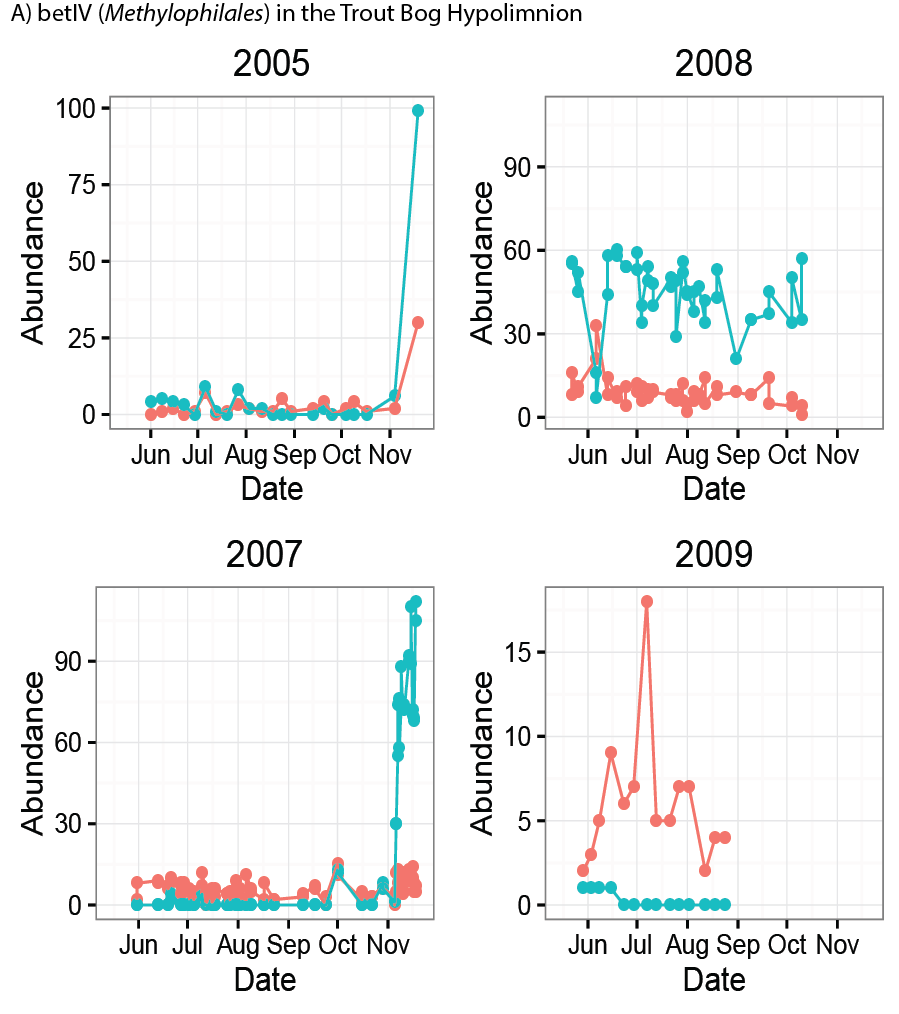 A) betIV (Methylophilales) in the Trout Bog Hypolimnion
2005
100
75
50
25
0
Abundance
Jun Jul Aug Sep Oct Nov
Date
2008
90
60
30
0
Abundance
Jun Jul Aug Sep Oct Nov
Date
2007
90
60
30
0
Abundance
Jun Jul Aug Sep Oct Nov
Date
2009
15
10
5
0
Abundance
Jun Jul Aug Sep Oct Nov
Date